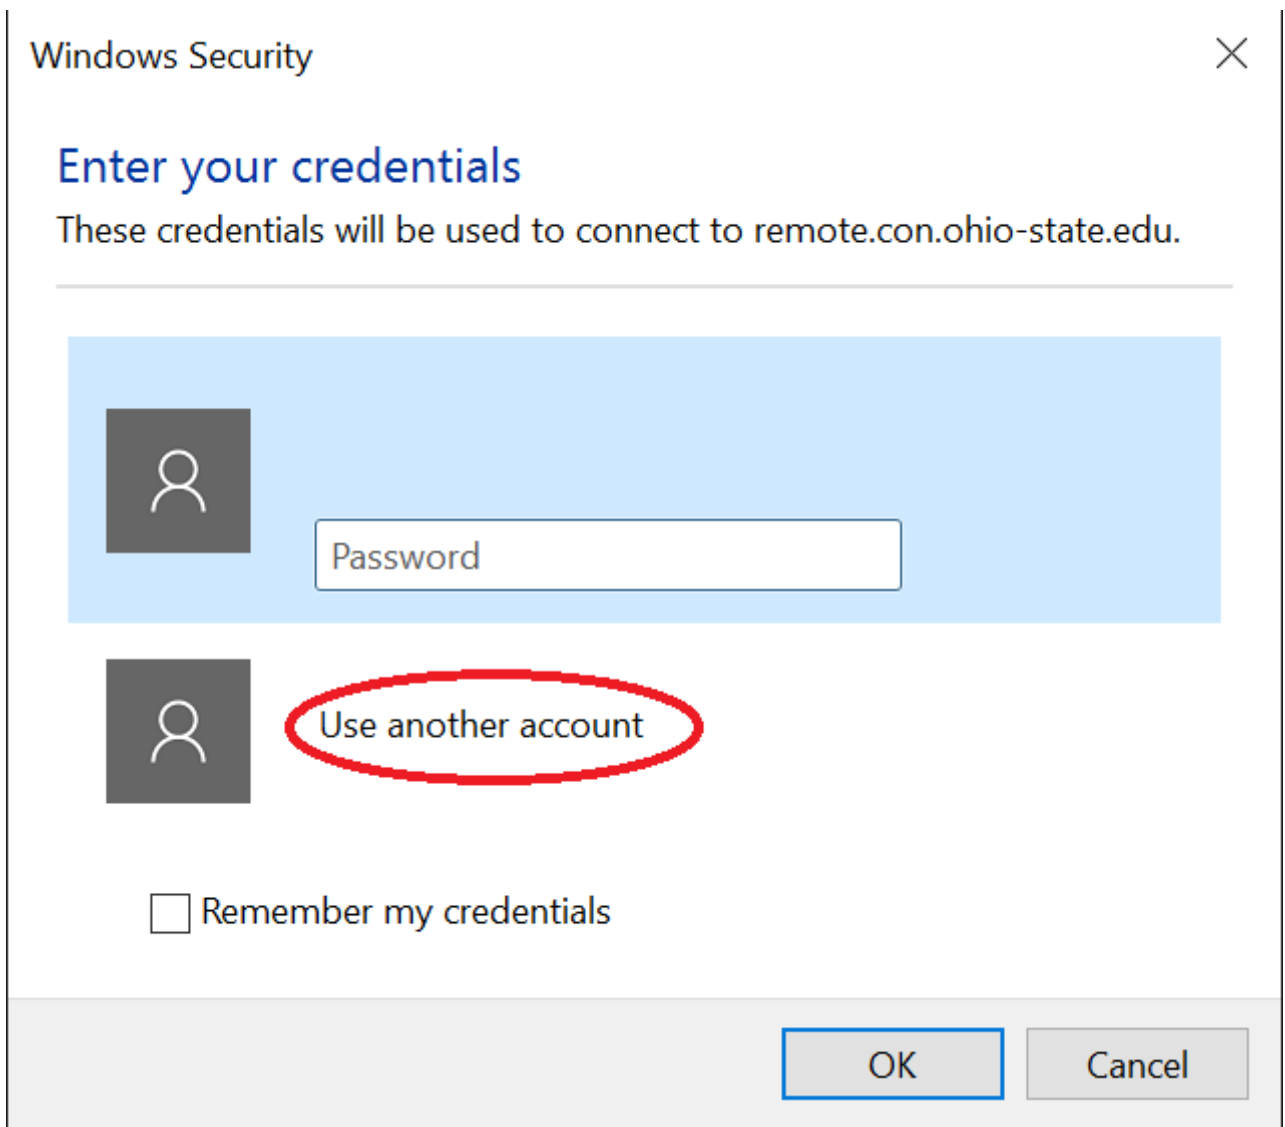 Windows Security
Enter your credentials
These credentials will be used to connect to remote.con.ohio-state.edu.
Password
Use another account
Remember my credentials
OK
Cancel